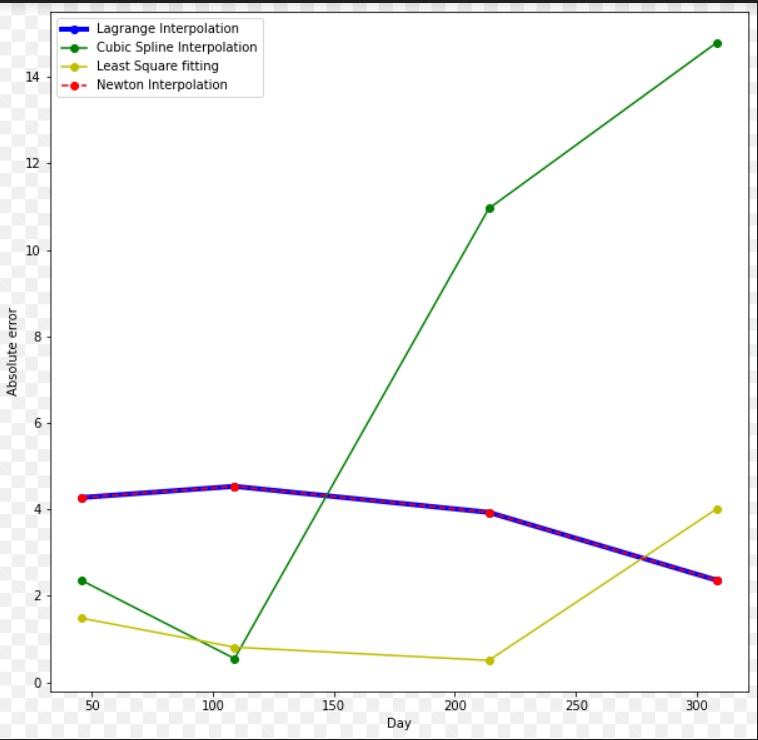 Lagrange Interpolation
Cubic Spline Interpolation
Least Square fitting
Newton Interpolation
14
12
10
8
6
4
2
0
Absolute error
50 100 150 200 250 300
Day